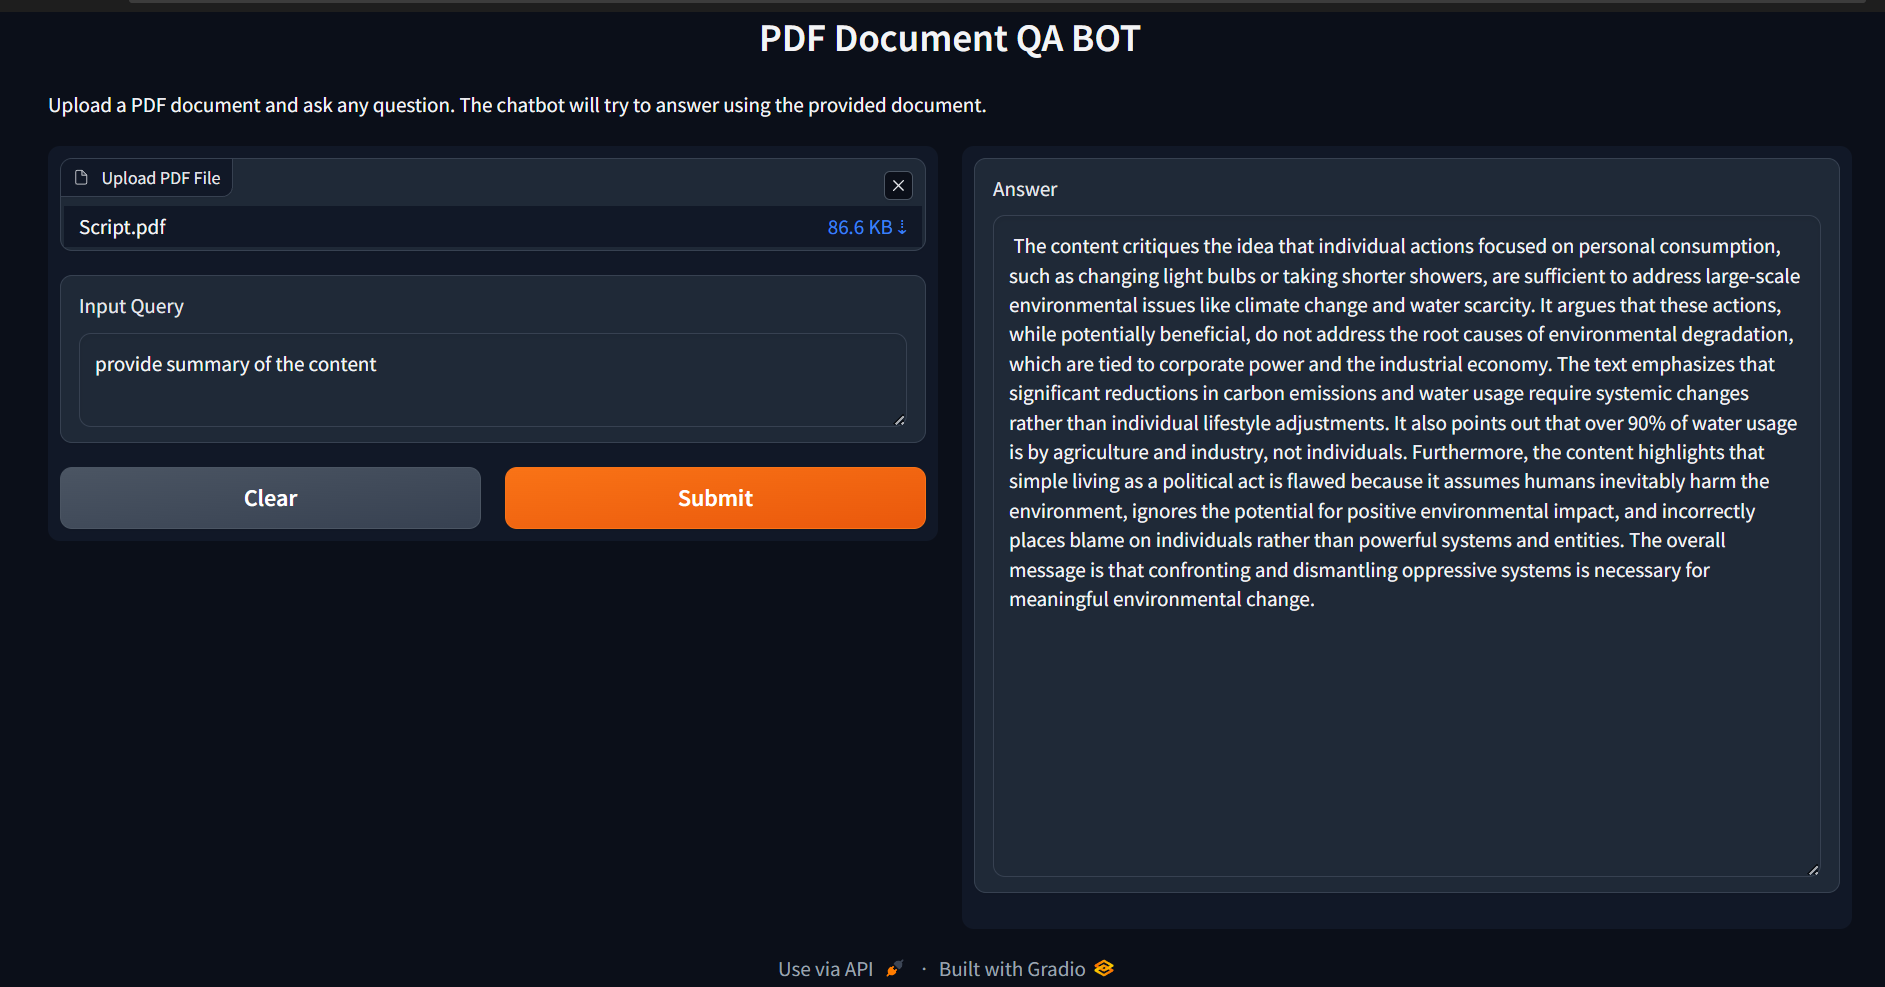 PDF Document QA BOT
Upload a PDF document and ask any question. The chatbot will try to answer using the provided document.
Upload PDF File
Script.pdf
86.6 KB ⇣
Input Query
provide summary of the content
Clear
Submit
Answer
The content critiques the idea that individual actions focused on personal consumption,
such as changing light bulbs or taking shorter showers, are sufficient to address large-scale
environmental issues like climate change and water scarcity. It argues that these actions,
while potentially beneficial, do not address the root causes of environmental degradation,
which are tied to corporate power and the industrial economy. The text emphasizes that
significant reductions in carbon emissions and water usage require systemic changes
rather than individual lifestyle adjustments. It also points out that over 90% of water usage
is by agriculture and industry, not individuals. Furthermore, the content highlights that
simple living as a political act is flawed because it assumes humans inevitably harm the
environment, ignores the potential for positive environmental impact, and incorrectly
places blame on individuals rather than powerful systems and entities. The overall
message is that confronting and dismantling oppressive systems is necessary for
meaningful environmental change.
Use via API · Built with Gradio